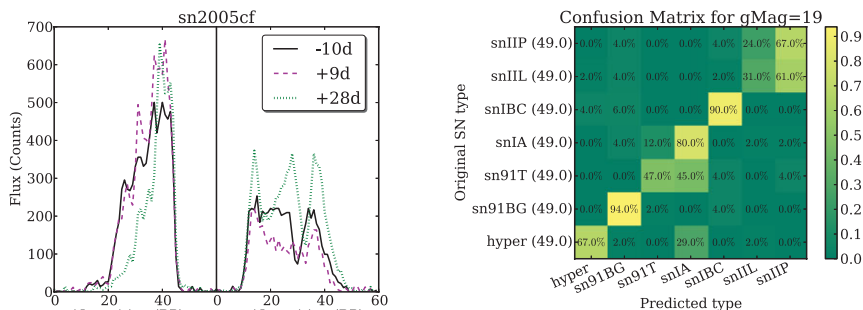 sn2005cf
Flux (Counts)
700
600
500
400
300
200
100
0
-10d
+9d
+28d
0 20 40 0 20 40 60
Confusion Matrix for gMag=19
Original SN type
snIIP (49.0) 0.0% 4.0% 0.0% 0.0% 4.0% 24.0% 67.0%
snIIL (49.0) 2.0% 4.0% 0.0% 0.0% 2.0% 31.0% 61.0%
snIBC (49.0) 4.0% 6.0% 0.0% 0.0% 90.0% 0.0% 0.0%
snIA (49.0) 0.0% 4.0% 12.0% 80.0% 0.0% 2.0% 2.0%
sn91T (49.0) 0.0% 0.0% 47.0% 45.0% 4.0% 0.0% 4.0%
sn91BG (49.0) 0.0% 94.0% 2.0% 0.0% 4.0% 0.0% 0.0%
hyper (49.0) 67.0% 2.0% 0.0% 29.0% 0.0% 2.0% 0.0%
hyper sn91BG sn91T snIA snIBC snIIL snIIP
Predicted type
0.9
0.8
0.7
0.6
0.5
0.4
0.3
0.2
0.1
0.0